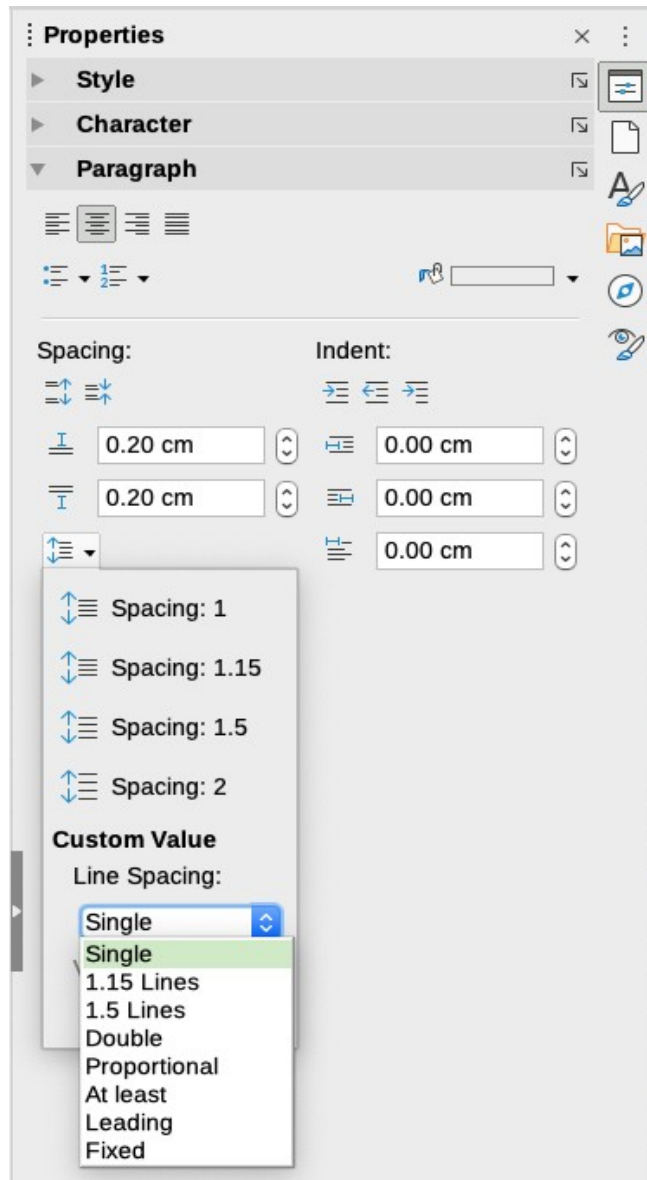 Properties
Style
Character
Paragraph
Spacing: Indent:
0.20 cm 0.00 cm
0.20 cm 0.00 cm
0.00 cm
Spacing: 1
Spacing: 1.15
Spacing: 1.5
Spacing: 2
Custom Value
Line Spacing:
Single
Single
1.15 Lines
1.5 Lines
Double
Proportional
At least
Leading
Fixed